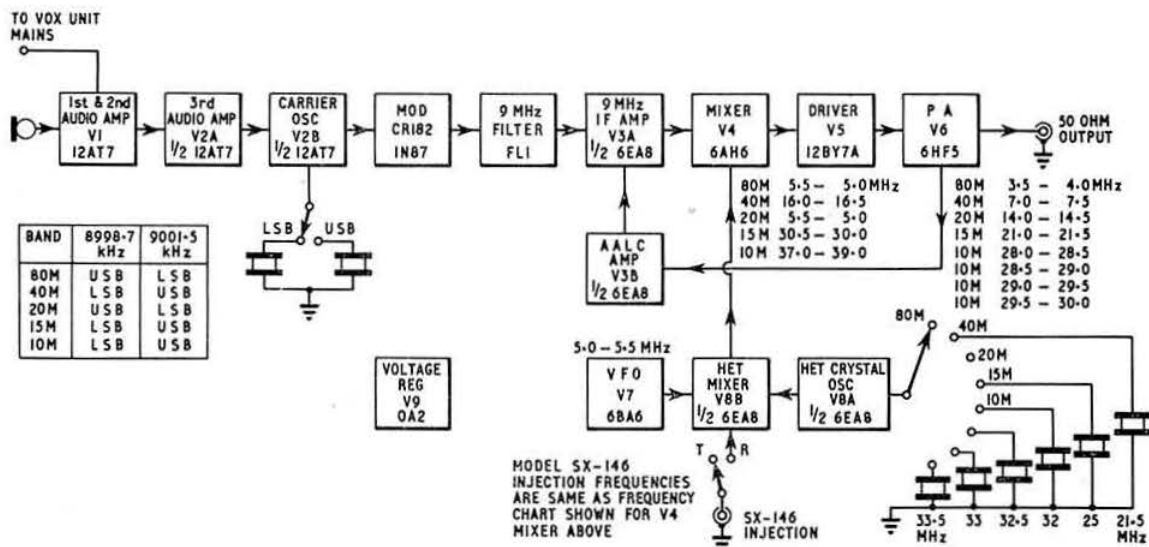 TO VOX UNIT
MAINS
1st & 2nd
AUDIO AMP
V1
12AT7
3rd
AUDIO AMP
V2A
1/2 12AT7
CARRIER
OSC
V2B
1/2 12AT7
MOD
CR182
1N87
9 MHz
FILTER
FL1
9 MHz
IF AMP
V3A
1/2 6EA8
MIXER
V4
6AH6
DRIVER
V5
12BY7A
P A
V6
6HF5
50 OHM
OUTPUT
80M 5·5 – 5·0MHz
40M 16·0 – 16·5
20M 5·5 – 5·0
15M 30·5 – 30·0
10M 37·0 – 39·0
80M 3·5 – 4·0MHz
40M 7·0 – 7·5
20M 14·0 – 14·5
15M 21·0 – 21·5
10M 28·0 – 28·5
10M 28·5 – 29·0
10M 29·0 – 29·5
10M 29·5 – 30·0
LSB USB
BAND 8998·7 kHz 9001·5 kHz
80M USB LSB
40M LSB USB
20M USB LSB
15M LSB USB
10M LSB USB
AALC
AMP
V3B
1/2 6EA8
VOLTAGE
REG
V9
OA2
5·0–5·5 MHz
VFO
V7
6BA6
HET
MIXER
V8B
1/2 6EA8
HET CRYSTAL
OSC
V8A
1/2 6EA8
80M
40M
20M
15M
10M
T R
MODEL SX-146
INJECTION FREQUENCIES
ARE SAME AS FREQUENCY
CHART SHOWN FOR V4
MIXER ABOVE
SX-146
INJECTION
33·5 MHz 33 32·5 32 25 21·5 MHz